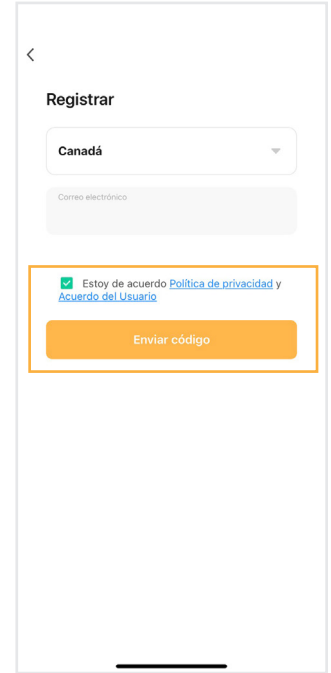 Registrar
Canadá
Correo electrónico
Estoy de acuerdo Política de privacidad y
Acuerdo del Usuario
Enviar código